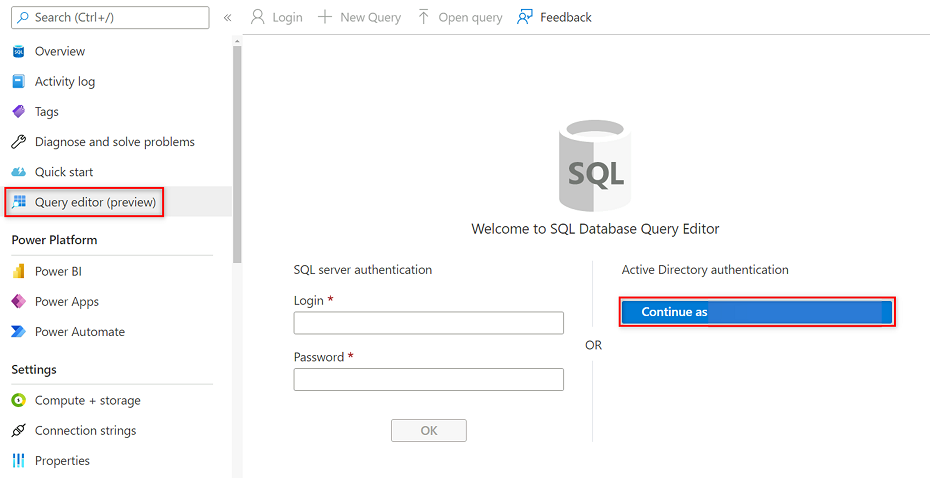 Search (Ctrl+/)
«
Login
New Query
Open query
Feedback
Overview
Activity log
Tags
Diagnose and solve problems
Quick start
Query editor (preview)
Power Platform
Power BI
Power Apps
Power Automate
Settings
Compute + storage
Connection strings
Properties
SQL
Welcome to SQL Database Query Editor
SQL server authentication
Login *
Password *
OK
OR
Active Directory authentication
Continue as